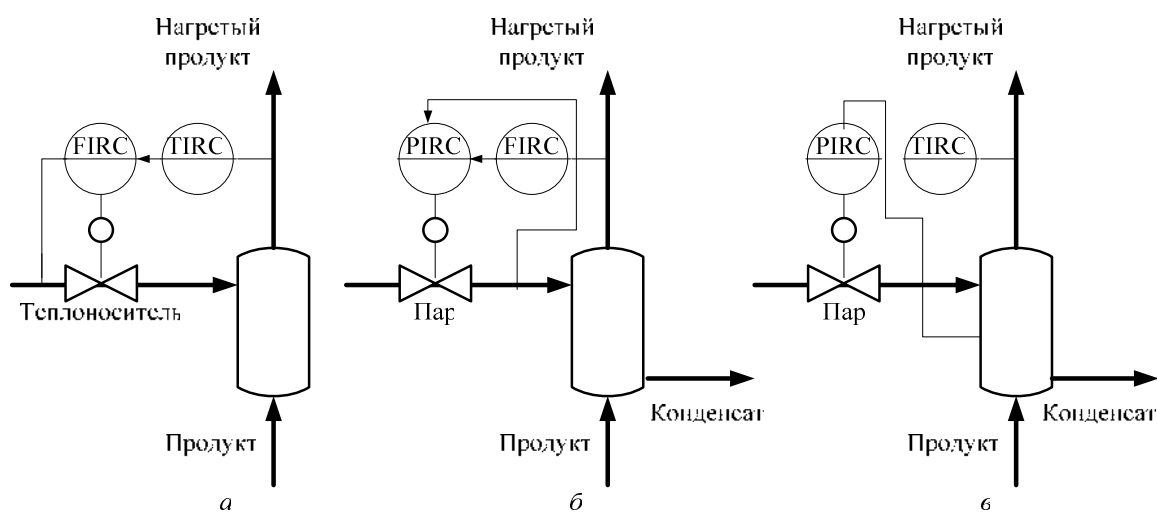 Нагретый
продукт
FIRC
TIRC
Теплоноситель
Продукт
а
Нагретый
продукт
PIRC
FIRC
Пар
Конденсат
Продукт
б
Нагретый
продукт
PIRC
TIRC
Пар
Конденсат
Продукт
в